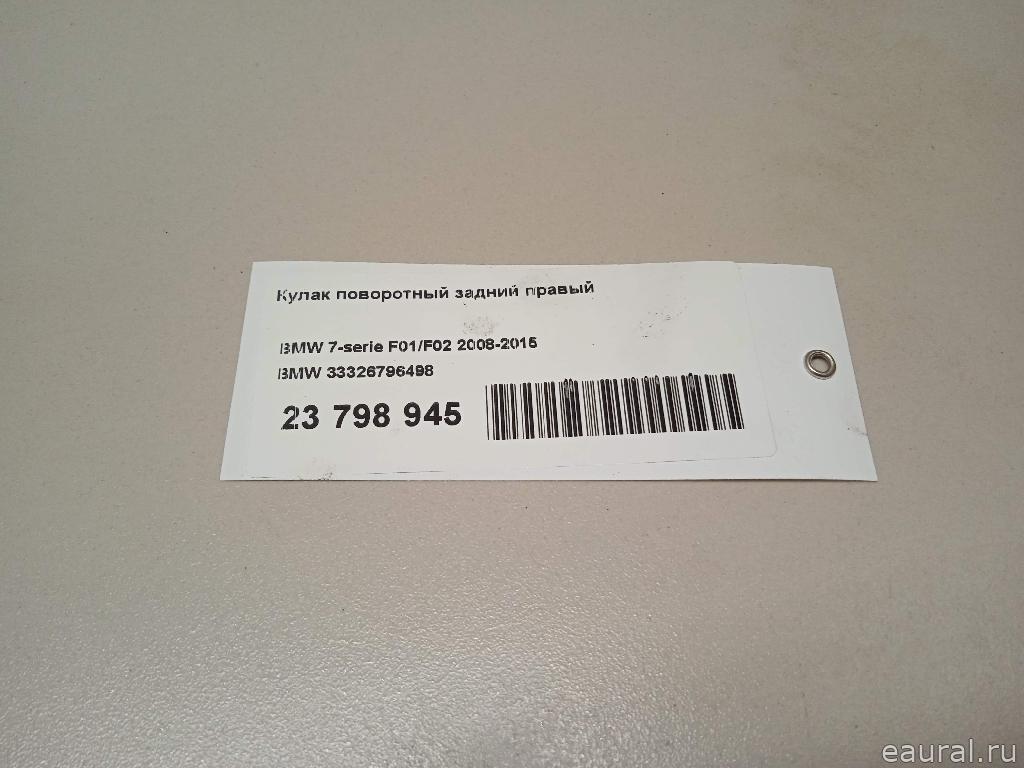 Кулак поворотный задний правый
BMW 7-serie F01/F02 2008-2015
BMW 33326796498
23 798 945
eaural.ru